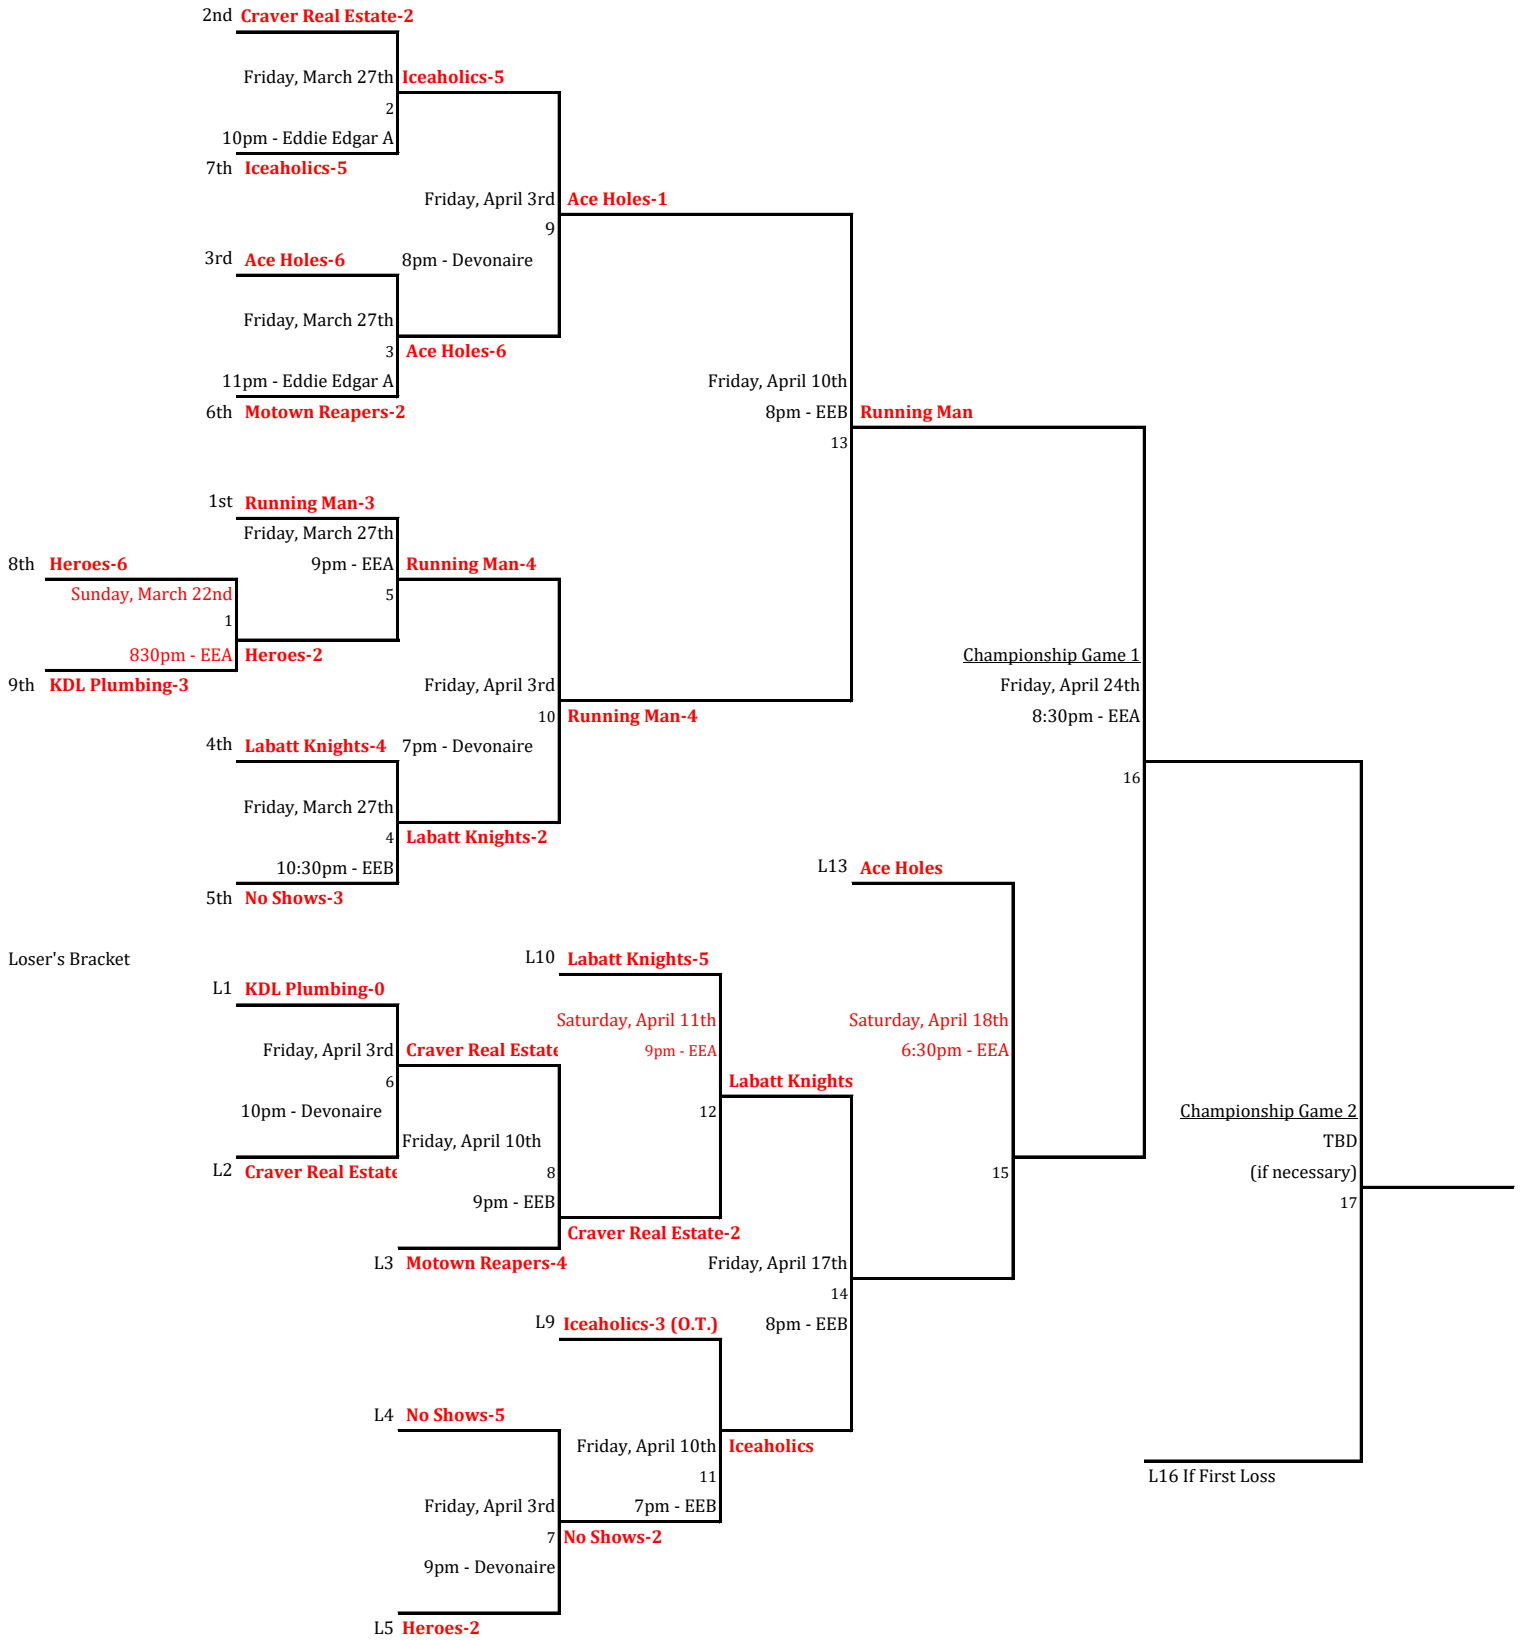 2nd Craver Real Estate-2
Friday, March 27th Iceaholics-5
2
10pm - Eddie Edgar A
7th Iceaholics-5
Friday, April 3rd Ace Holes-1
9
3rd Ace Holes-6 8pm - Devonaire
Friday, March 27th
3 Ace Holes-6
11pm - Eddie Edgar A Friday, April 10th
6th Motown Reapers-2 8pm - EEB Running Man
13
1st Running Man-3
Friday, March 27th
8th Heroes-6 9pm - EEA Running Man-4
Sunday, March 22nd 5
1
830pm - EEA Heroes-2 Championship Game 1
9th KDL Plumbing-3 Friday, April 3rd Friday, April 24th
10 Running Man-4 8:30pm - EEA
4th Labatt Knights-4 7pm - Devonaire
16
Friday, March 27th
4 Labatt Knights-2
10:30pm - EEB L13 Ace Holes
5th No Shows-3
Loser's Bracket L10 Labatt Knights-5
L1 KDL Plumbing-0
Saturday, April 11th Saturday, April 18th
Friday, April 3rd Craver Real Estate 9pm - EEA 6:30pm - EEA
6 Labatt Knights
10pm - Devonaire 12 Championship Game 2
Friday, April 10th TBD
L2 Craver Real Estate 8 15 (if necessary)
9pm - EEB 17
Craver Real Estate-2
L3 Motown Reapers-4 Friday, April 17th
14
L9 Iceaholics-3 (O.T.) 8pm - EEB
L4 No Shows-5
Friday, April 10th Iceaholics
11 L16 If First Loss
Friday, April 3rd 7pm - EEB
7 No Shows-2
9pm - Devonaire
L5 Heroes-2